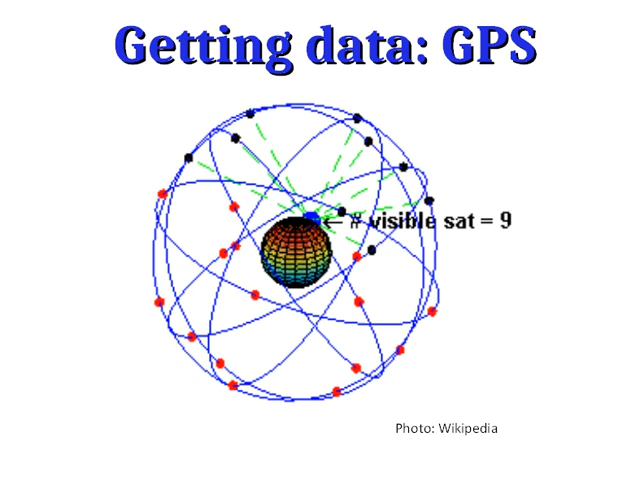 Getting data: GPS
← # visible sat = 9
Photo: Wikipedia